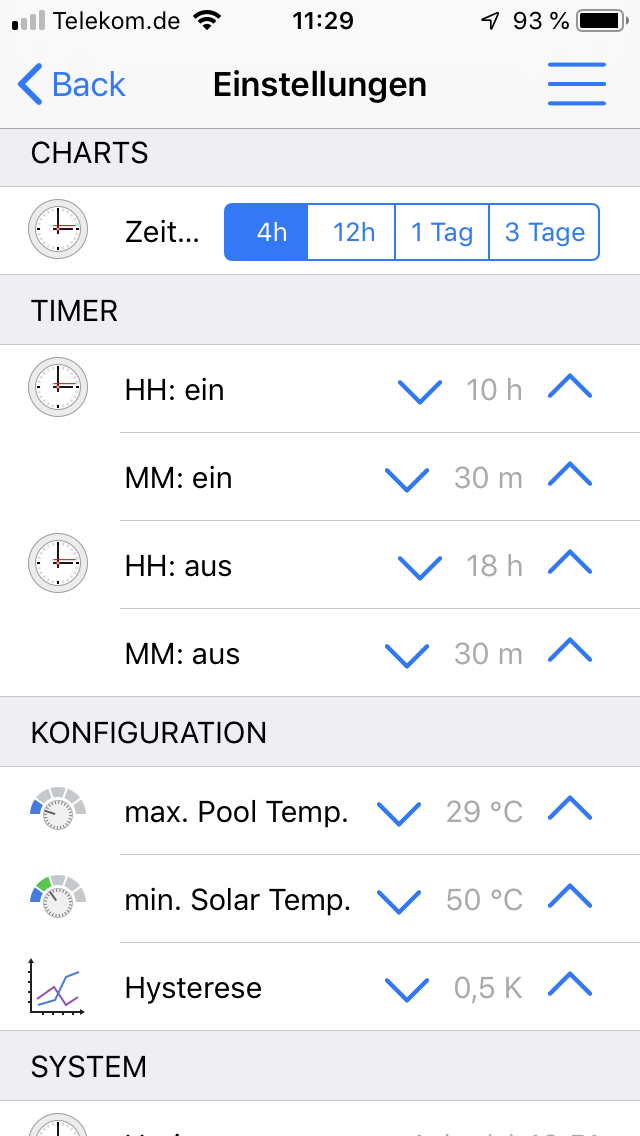 Telekom.de 11:29 93 %
Back Einstellungen
CHARTS
Zeit... 4h 12h 1 Tag 3 Tage
TIMER
HH: ein 10 h
MM: ein 30 m
HH: aus 18 h
MM: aus 30 m
KONFIGURATION
max. Pool Temp. 29 °C
min. Solar Temp. 50 °C
Hysterese 0,5 K
SYSTEM